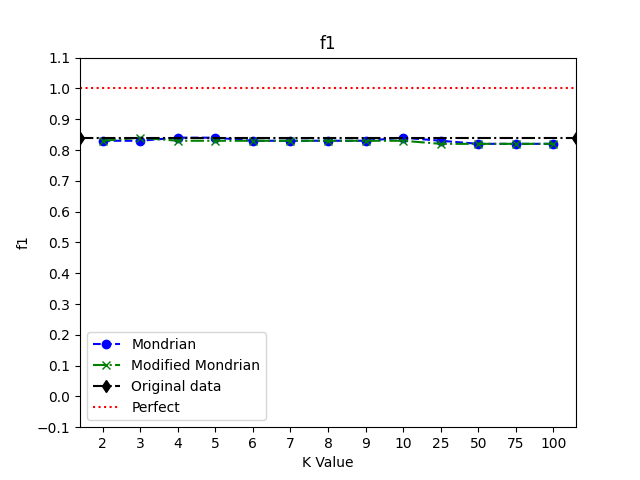 f1
1.1
1.0
0.9
0.8
0.7
0.6
0.5
0.4
0.3
0.2
0.1
0.0
−0.1
f1
Mondrian
Modified Mondrian
Original data
Perfect
2 3 4 5 6 7 8 9 10 25 50 75 100
K Value